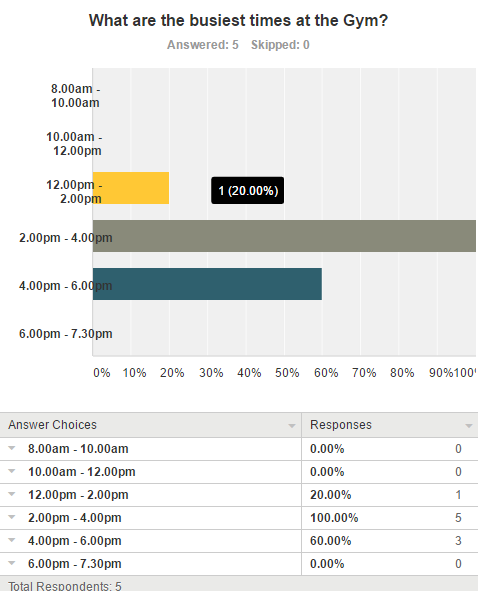 What are the busiest times at the Gym?
Answered: 5 Skipped: 0
8.00am -
10.00am
10.00am -
12.00pm
12.00pm -
2.00pm
1 (20.00%)
2.00pm - 4.00pm
4.00pm - 6.00pm
6.00pm - 7.30pm
0% 10% 20% 30% 40% 50% 60% 70% 80% 90% 100%
Answer Choices Responses
8.00am - 10.00am 0.00% 0
10.00am - 12.00pm 0.00% 0
12.00pm - 2.00pm 20.00% 1
2.00pm - 4.00pm 100.00% 5
4.00pm - 6.00pm 60.00% 3
6.00pm - 7.30pm 0.00% 0
Total Respondents: 5